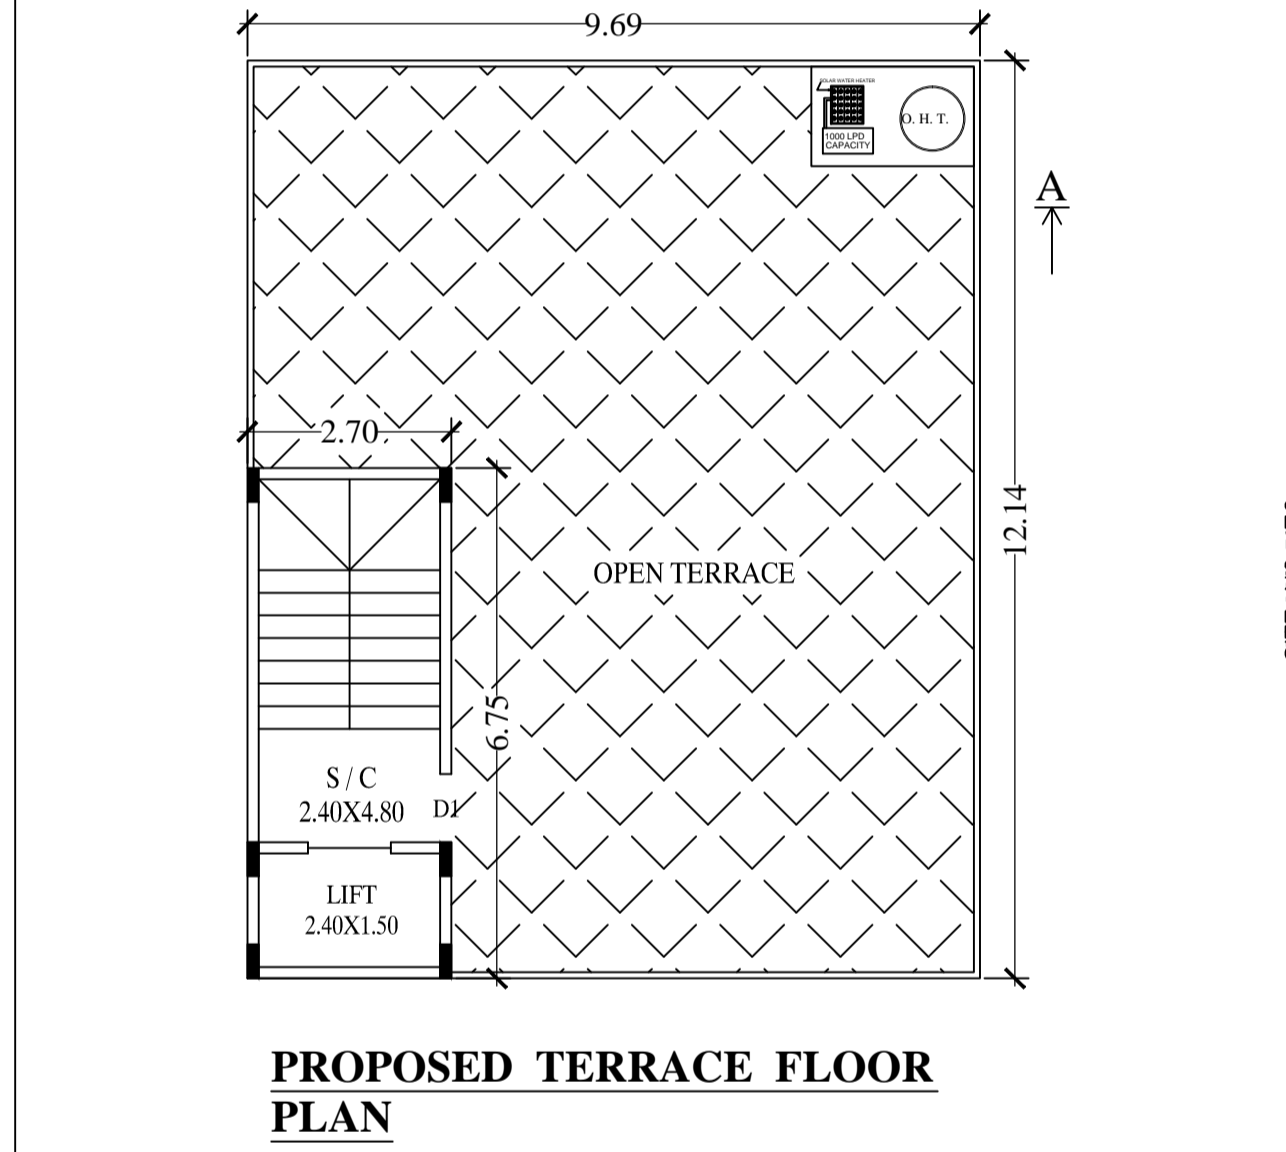 9.69
SOLAR WATER HEATER
1000 LPD
CAPACITY
O. H. T.
A
2.70
12.14
OPEN TERRACE
6.75
S / C
2.40X4.80
D1
LIFT
2.40X1.50
PROPOSED TERRACE FLOOR
PLAN